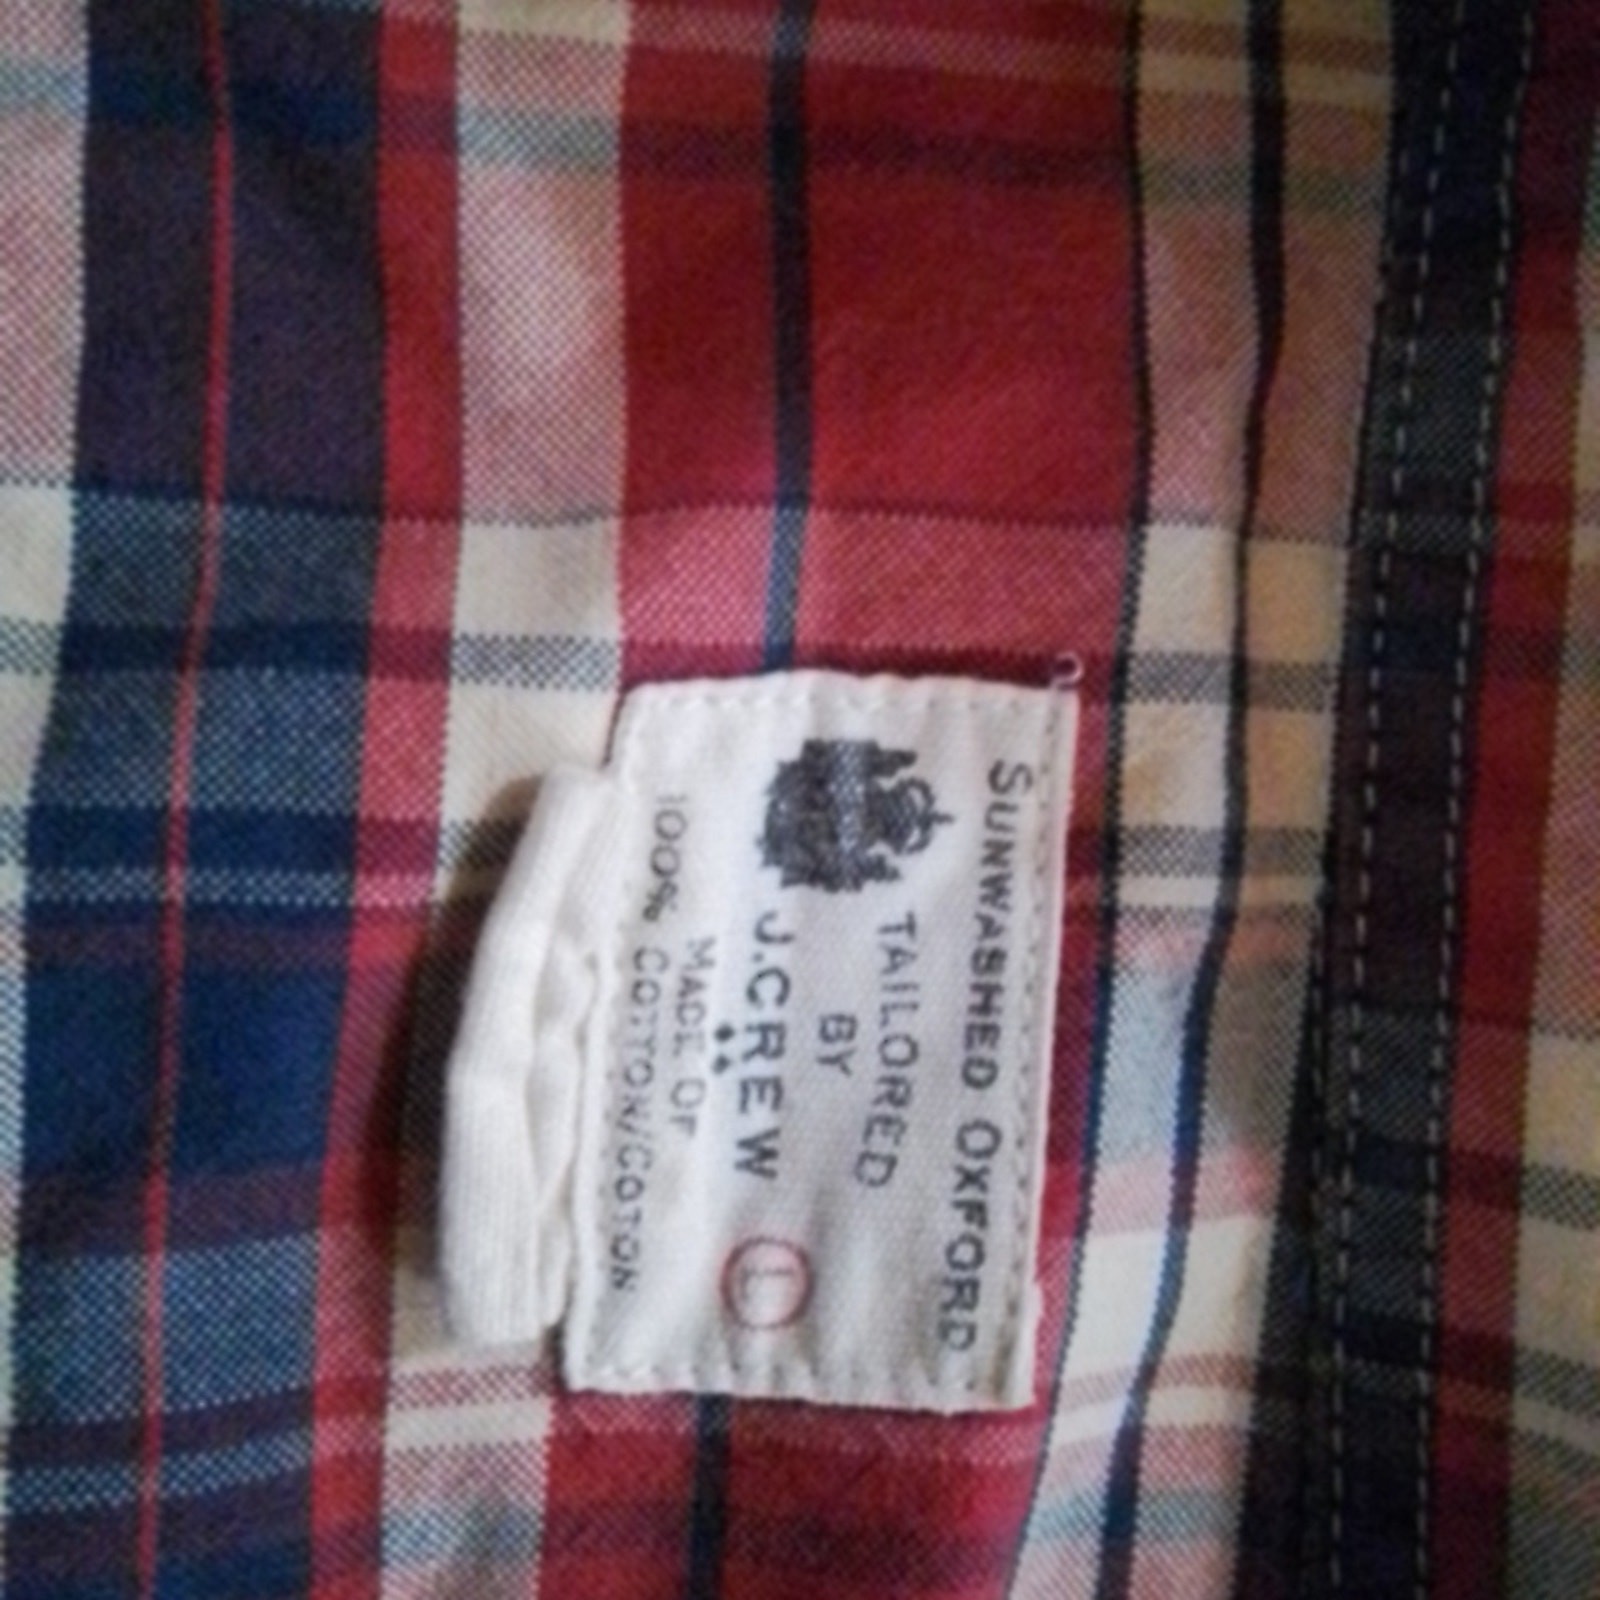 SUNWASHED OXFORD
TAILORED
BY
J.CREW
L
MADE OF
100% COTTON/COTON